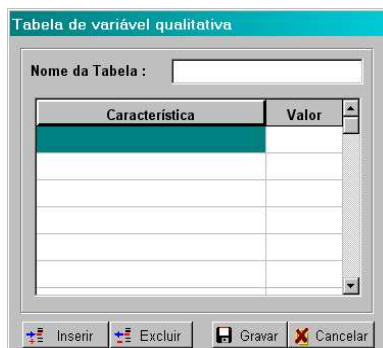 Tabela de variável qualitativa
Nome da Tabela :
Característica Valor
Inserir Excluir Gravar Cancelar